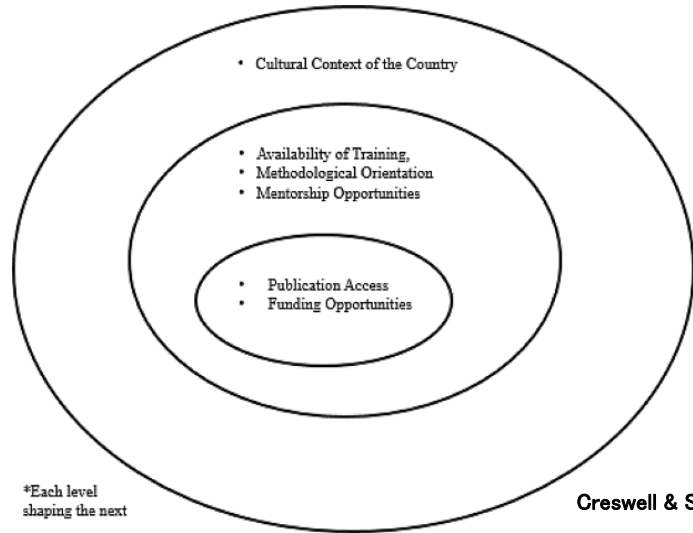 • Cultural Context of the Country
• Availability of Training,
• Methodological Orientation
• Mentorship Opportunities
• Publication Access
• Funding Opportunities
*Each level
shaping the next
Creswell & S